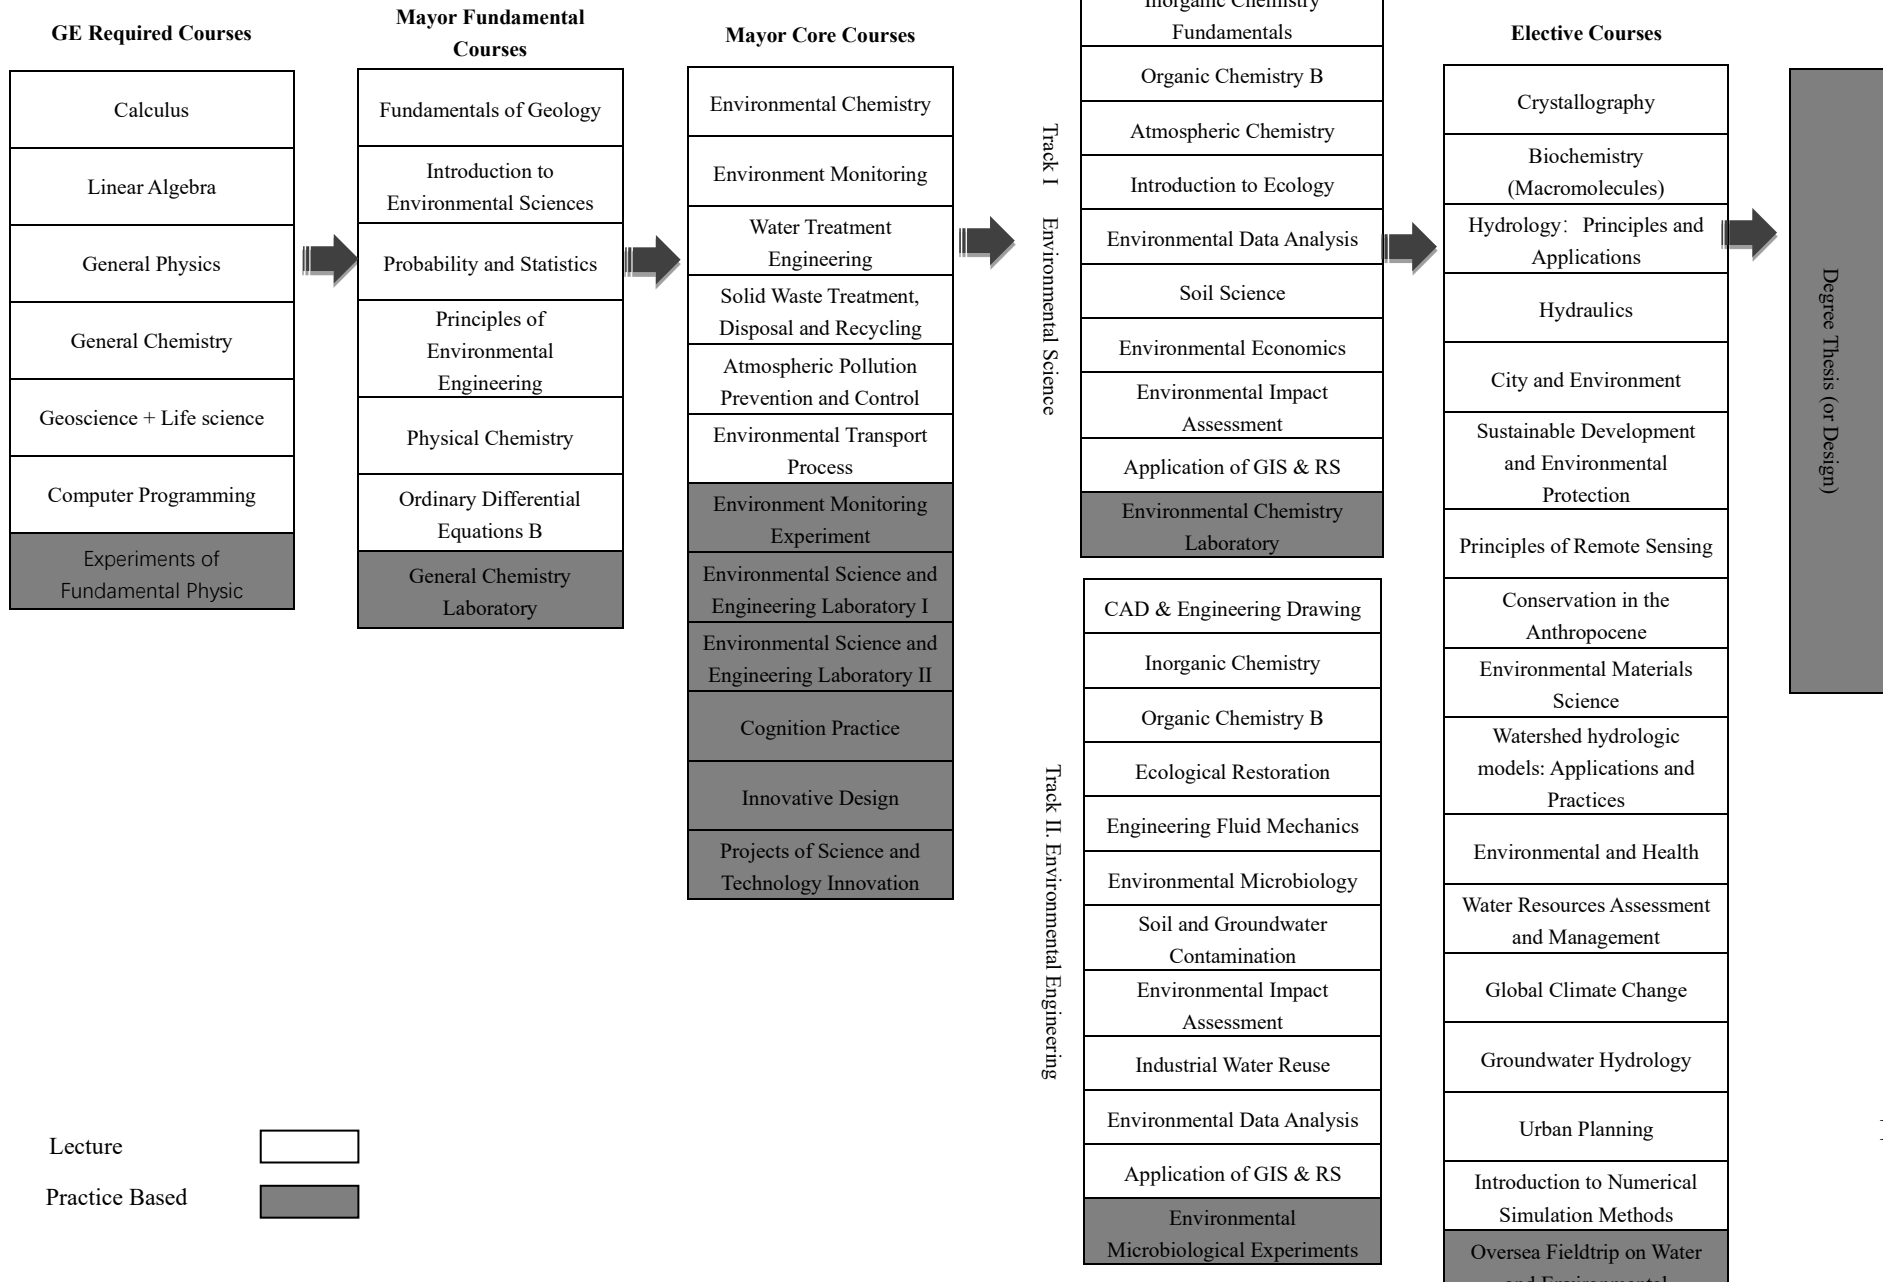 GE Required Courses
Calculus
Linear Algebra
General Physics
General Chemistry
Geoscience + Life science
Computer Programming
Experiments of
Fundamental Physic
Mayor Fundamental
Courses
Fundamentals of Geology
Introduction to
Environmental Sciences
Probability and Statistics
Principles of
Environmental
Engineering
Physical Chemistry
Ordinary Differential
Equations B
General Chemistry
Laboratory
Mayor Core Courses
Environmental Chemistry
Environment Monitoring
Water Treatment
Engineering
Solid Waste Treatment,
Disposal and Recycling
Atmospheric Pollution
Prevention and Control
Environmental Transport
Process
Environment Monitoring
Experiment
Environmental Science and
Engineering Laboratory I
Environmental Science and
Engineering Laboratory II
Cognition Practice
Innovative Design
Projects of Science and
Technology Innovation
Track I Environmental Science
Inorganic Chemistry
Fundamentals
Organic Chemistry B
Atmospheric Chemistry
Introduction to Ecology
Environmental Data Analysis
Soil Science
Environmental Economics
Environmental Impact
Assessment
Application of GIS & RS
Environmental Chemistry
Laboratory
Track II. Environmental Engineering
CAD & Engineering Drawing
Inorganic Chemistry
Organic Chemistry B
Ecological Restoration
Engineering Fluid Mechanics
Environmental Microbiology
Soil and Groundwater
Contamination
Environmental Impact
Assessment
Industrial Water Reuse
Environmental Data Analysis
Application of GIS & RS
Environmental
Microbiological Experiments
Elective Courses
Crystallography
Biochemistry
(Macromolecules)
Hydrology: Principles and
Applications
Hydraulics
City and Environment
Sustainable Development
and Environmental
Protection
Principles of Remote Sensing
Conservation in the
Anthropocene
Environmental Materials
Science
Watershed hydrologic
models: Applications and
Practices
Environmental and Health
Water Resources Assessment
and Management
Global Climate Change
Groundwater Hydrology
Urban Planning
Introduction to Numerical
Simulation Methods
Oversea Fieldtrip on Water
and Environmental
Degree Thesis (or Design)
Lecture
Practice Based